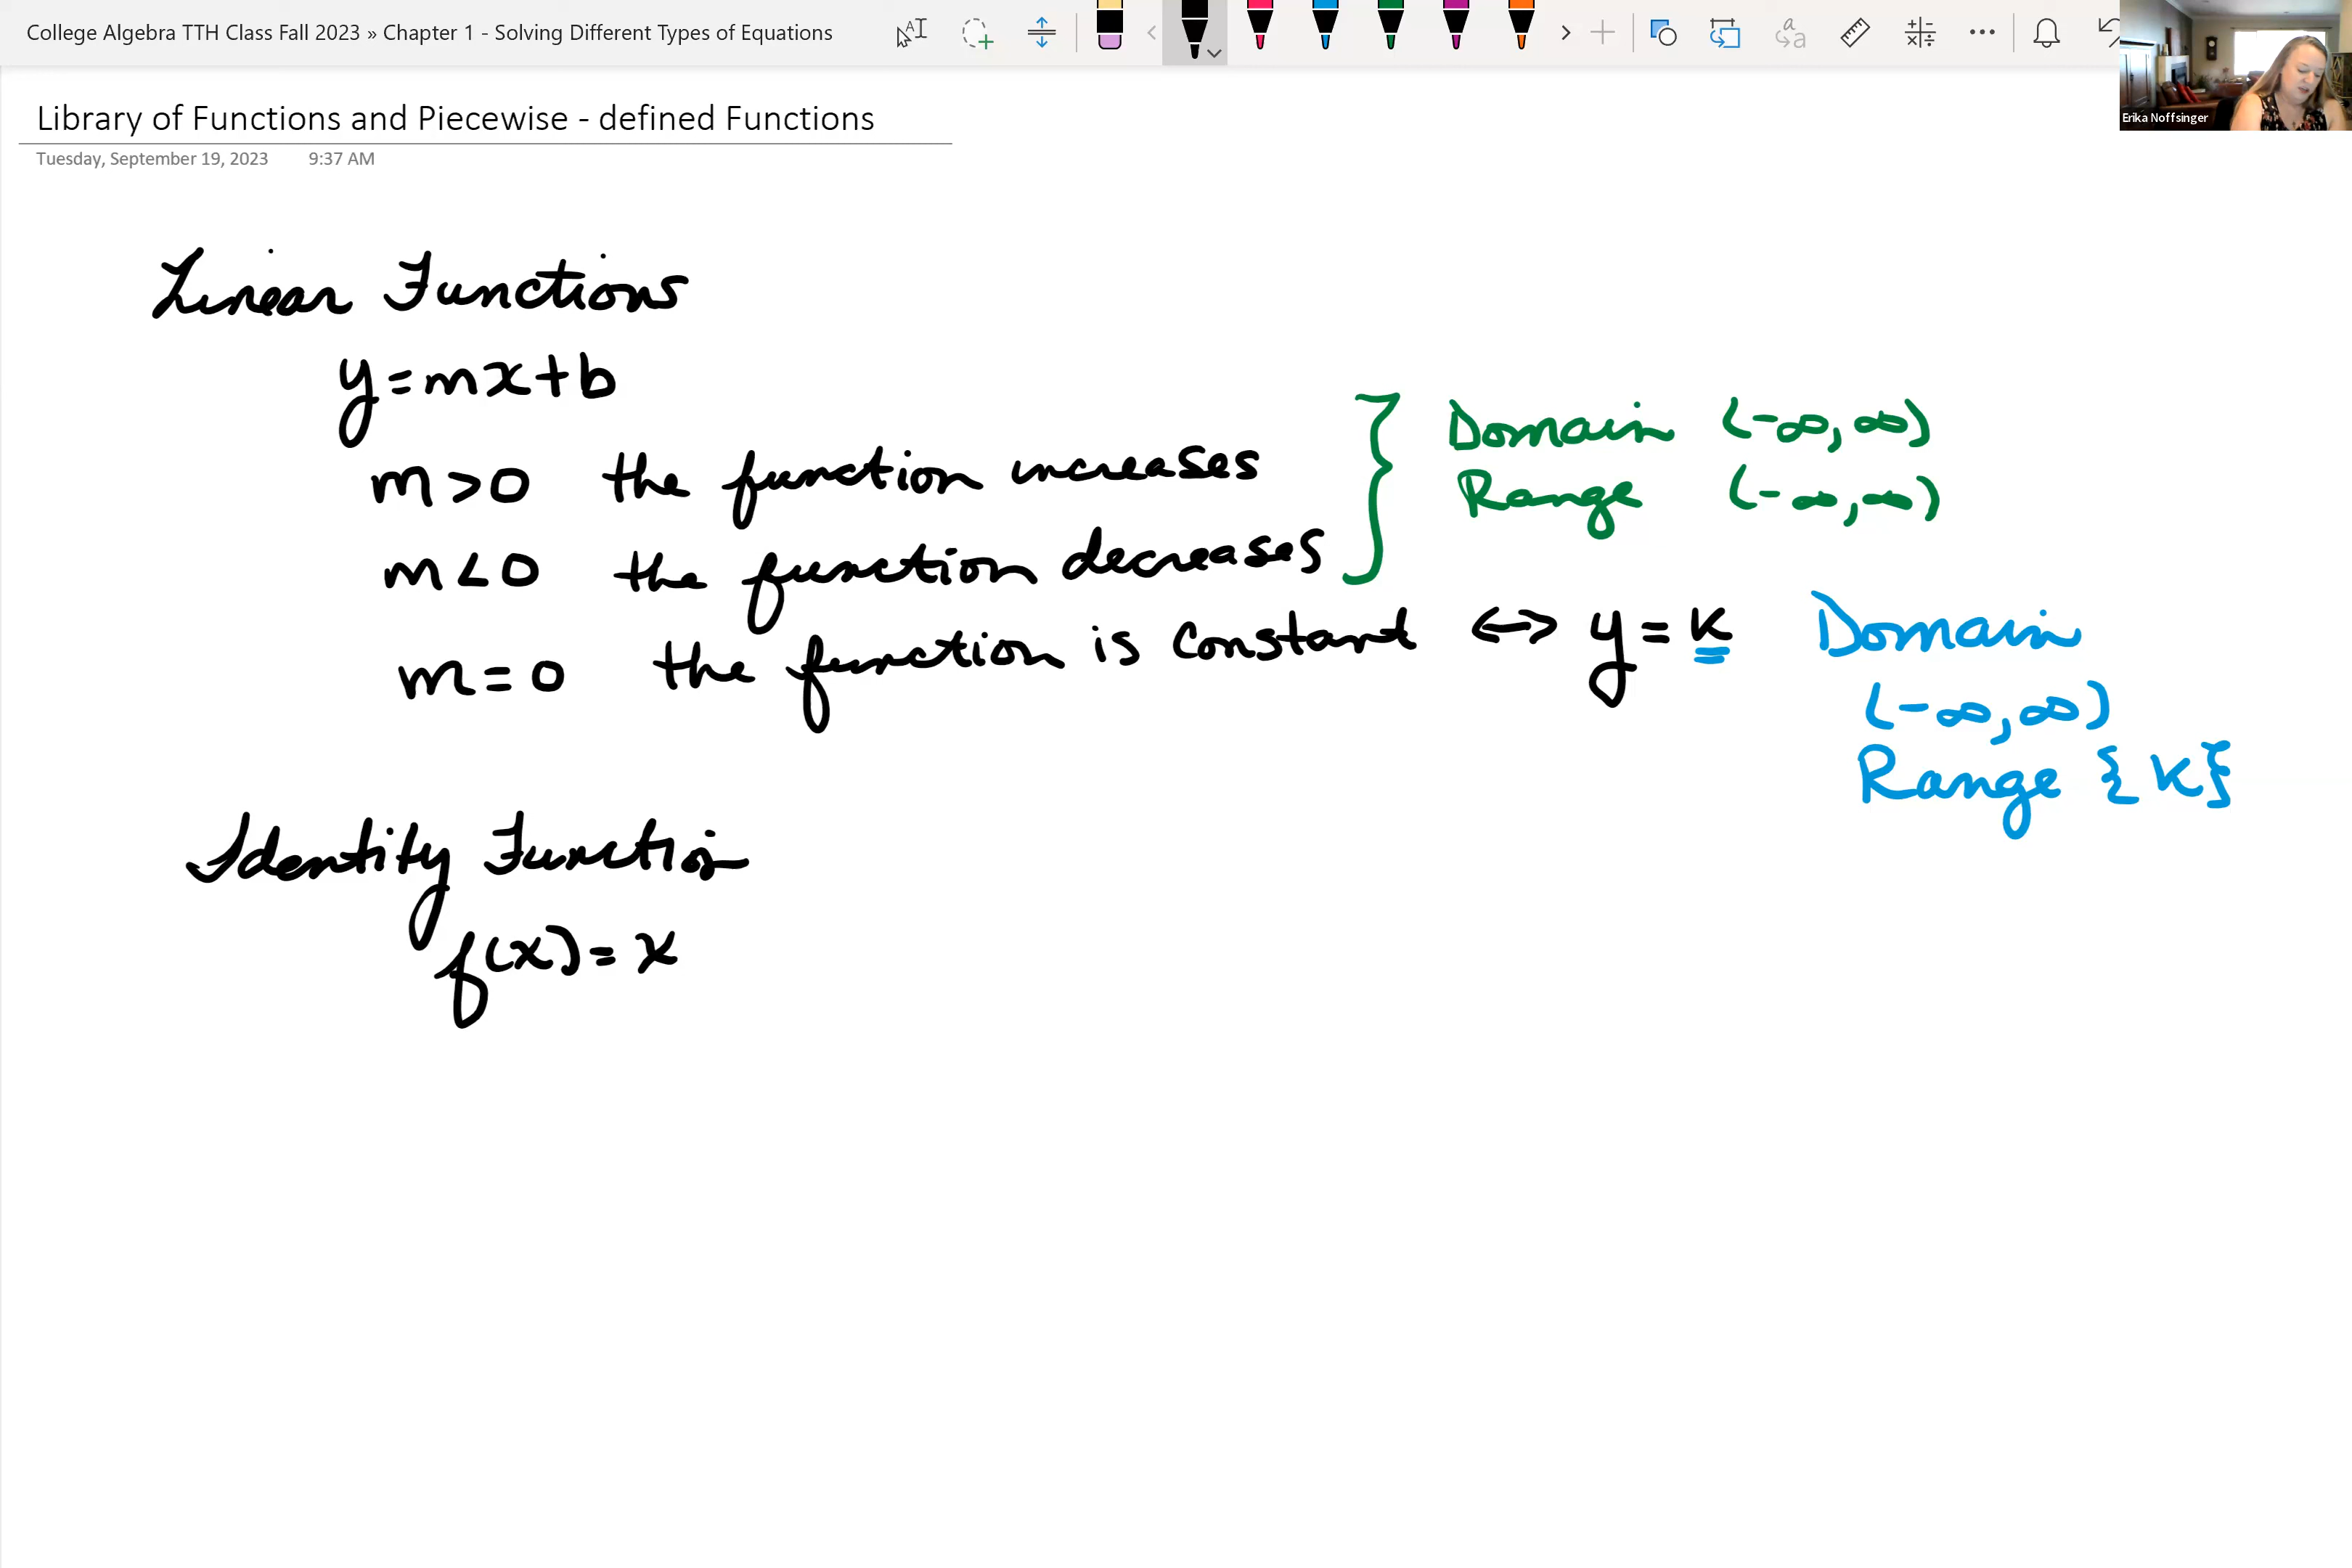 College Algebra TTH Class Fall 2023 » Chapter 1 - Solving Different Types of Equations
Erika Noffsinger
Library of Functions and Piecewise - defined Functions
Tuesday, September 19, 2023 9:37 AM
Linear Functions
y=mx+b
m>0 the function increases
m<0 the function decreases
} Domain (-∞,∞)
Range (-∞,∞)
m=0 the function is constant ↔ y=k
Domain
(-∞,∞)
Range {k}
Identity Function
f(x)=x